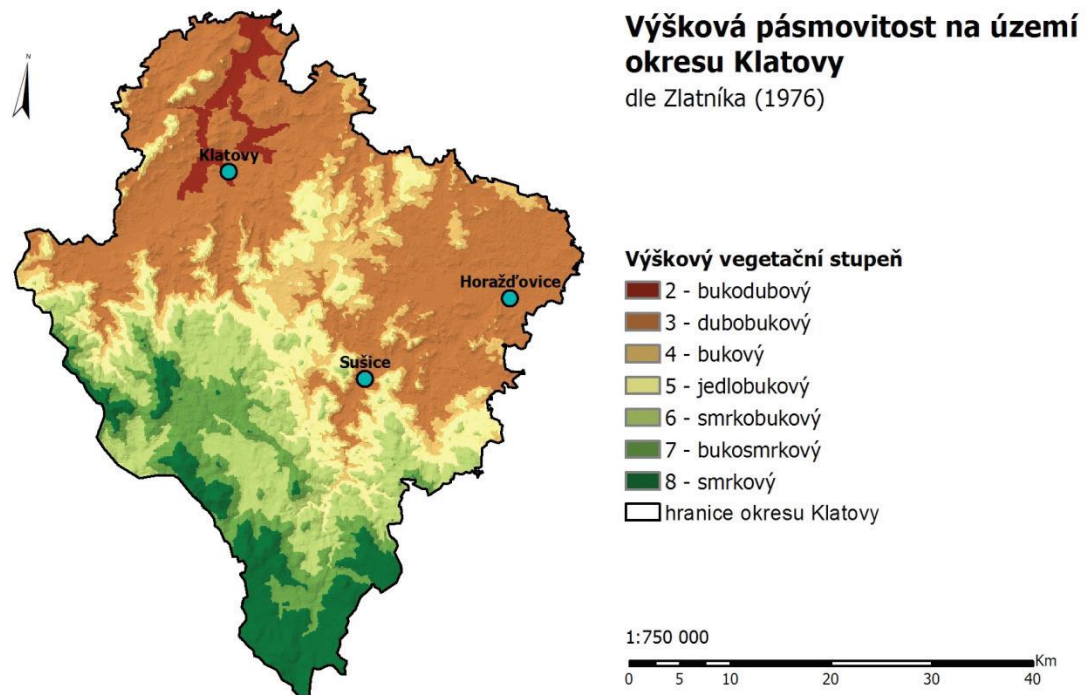 Výšková pásmovitost na území
okresu Klatovy
dle Zlatníka (1976)
N
Klatovy
Horažďovice
Sušice
Výškový vegetační stupeň
2 - bukodubový
3 - dubobukový
4 - bukový
5 - jedlobukový
6 - smrkobukový
7 - bukosmrkový
8 - smrkový
hranice okresu Klatovy
1:750 000
Km
0 5 10 20 30 40